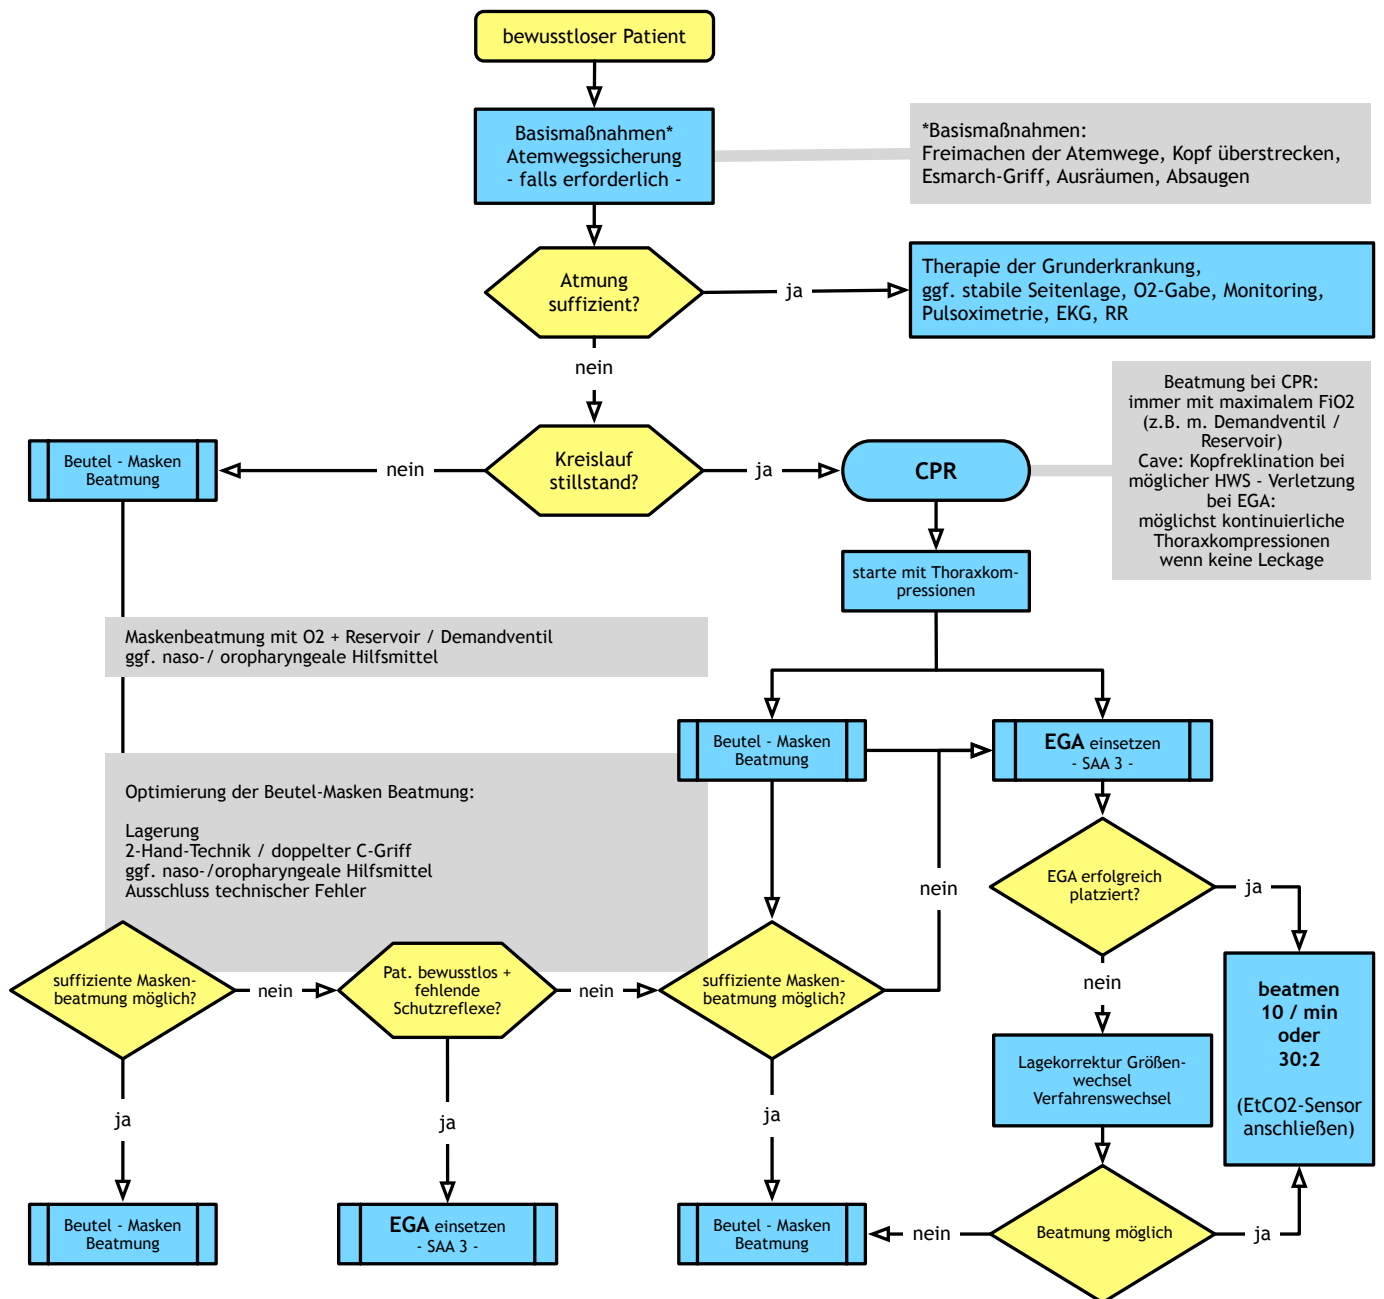 bewusstloser Patient
Basismaßnahmen*
Atemwegssicherung
- falls erforderlich -
*Basismaßnahmen:
Freimachen der Atemwege, Kopf überstrecken,
Esmarch-Griff, Ausräumen, Absaugen
Atmung
suffizient?
ja
Therapie der Grunderkrankung,
ggf. stabile Seitenlage, O2-Gabe, Monitoring,
Pulsoximetrie, EKG, RR
nein
Kreislauf
stillstand?
nein
Beutel - Masken
Beatmung
ja
CPR
Beatmung bei CPR:
immer mit maximalem FiO2
(z.B. m. Demandventil /
Reservoir)
Cave: Kopfreklination bei
möglicher HWS - Verletzung
bei EGA:
möglichst kontinuierliche
Thoraxkompressionen
wenn keine Leckage
starte mit Thoraxkom-
pressionen
Maskenbeatmung mit O2 + Reservoir / Demandventil
ggf. naso-/ oropharyngeale Hilfsmittel
Beutel - Masken
Beatmung
EGA einsetzen
- SAA 3 -
Optimierung der Beutel-Masken Beatmung:
Lagerung
2-Hand-Technik / doppelter C-Griff
ggf. naso-/oropharyngeale Hilfsmittel
Ausschluss technischer Fehler
nein
EGA erfolgreich
platziert?
ja
suffiziente Masken-
beatmung möglich?
nein
Pat. bewusstlos +
fehlende
Schutzreflexe?
nein
suffiziente Masken-
beatmung möglich?
nein
beatmen
10 / min
oder
30:2
(EtCO2-Sensor
anschließen)
Lagekorrektur Größen-
wechsel
Verfahrenswechsel
ja
ja
ja
Beutel - Masken
Beatmung
EGA einsetzen
- SAA 3 -
Beutel - Masken
Beatmung
nein
Beatmung möglich
ja